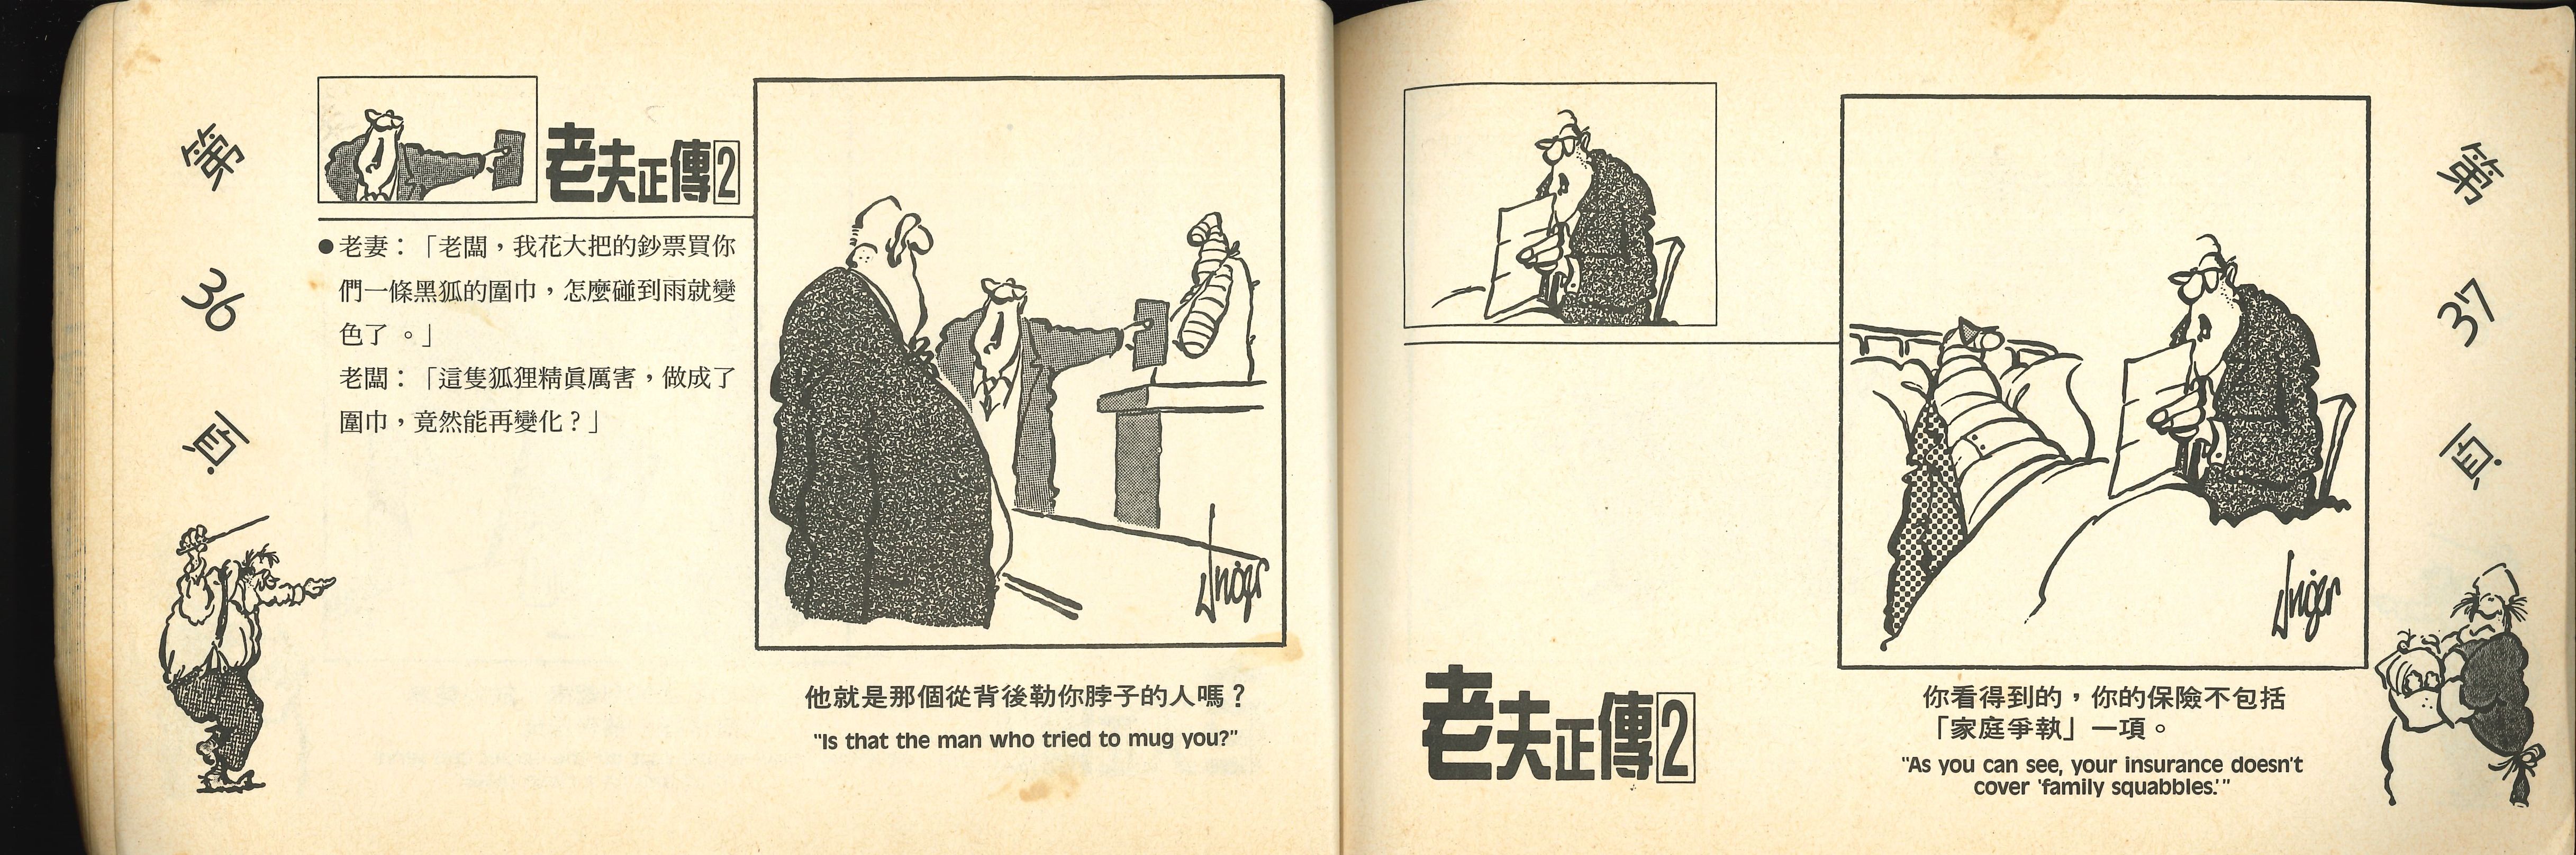 第36頁
老夫正傳2
●老妻：「老闆，我花大把的鈔票買你
們一條黑狐的圍巾，怎麼碰到雨就變
色了。」
老闆：「這隻狐狸精眞厲害，做成了
圍巾，竟然能再變化？」
Unger
他就是那個從背後勒你脖子的人嗎？
"Is that the man who tried to mug you?"
老夫正傳2
Unger
你看得到的，你的保險不包括
「家庭爭執」一項。
"As you can see, your insurance doesn't
cover 'family squabbles.'"
第37頁